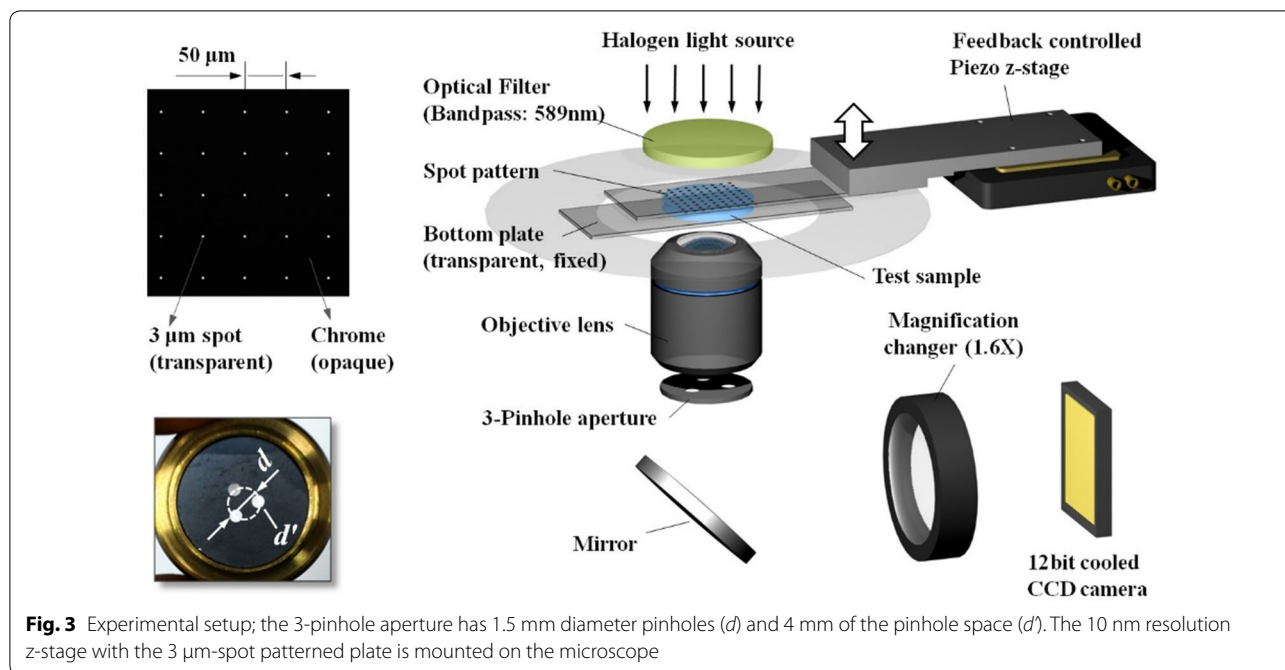 50 μm
3 μm spot
(transparent)
Chrome
(opaque)
d
d'
Halogen light source
Optical Filter
(Bandpass: 589nm)
Spot pattern
Bottom plate
(transparent, fixed)
Objective lens
3-Pinhole aperture
Mirror
Feedback controlled
Piezo z-stage
Test sample
Magnification
changer (1.6X)
12bit cooled
CCD camera
Fig. 3 Experimental setup; the 3-pinhole aperture has 1.5 mm diameter pinholes (d) and 4 mm of the pinhole space (d′). The 10 nm resolution
z-stage with the 3 μm-spot patterned plate is mounted on the microscope